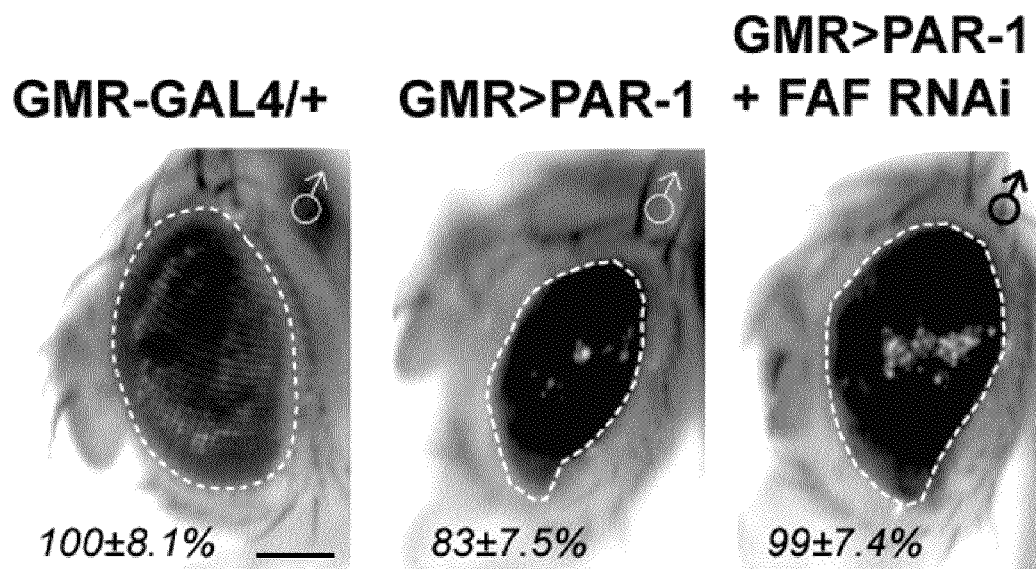 GMR-GAL4/+
GMR>PAR-1
GMR>PAR-1
+ FAF RNAi
♂
♂
♂
100±8.1%
83±7.5%
99±7.4%